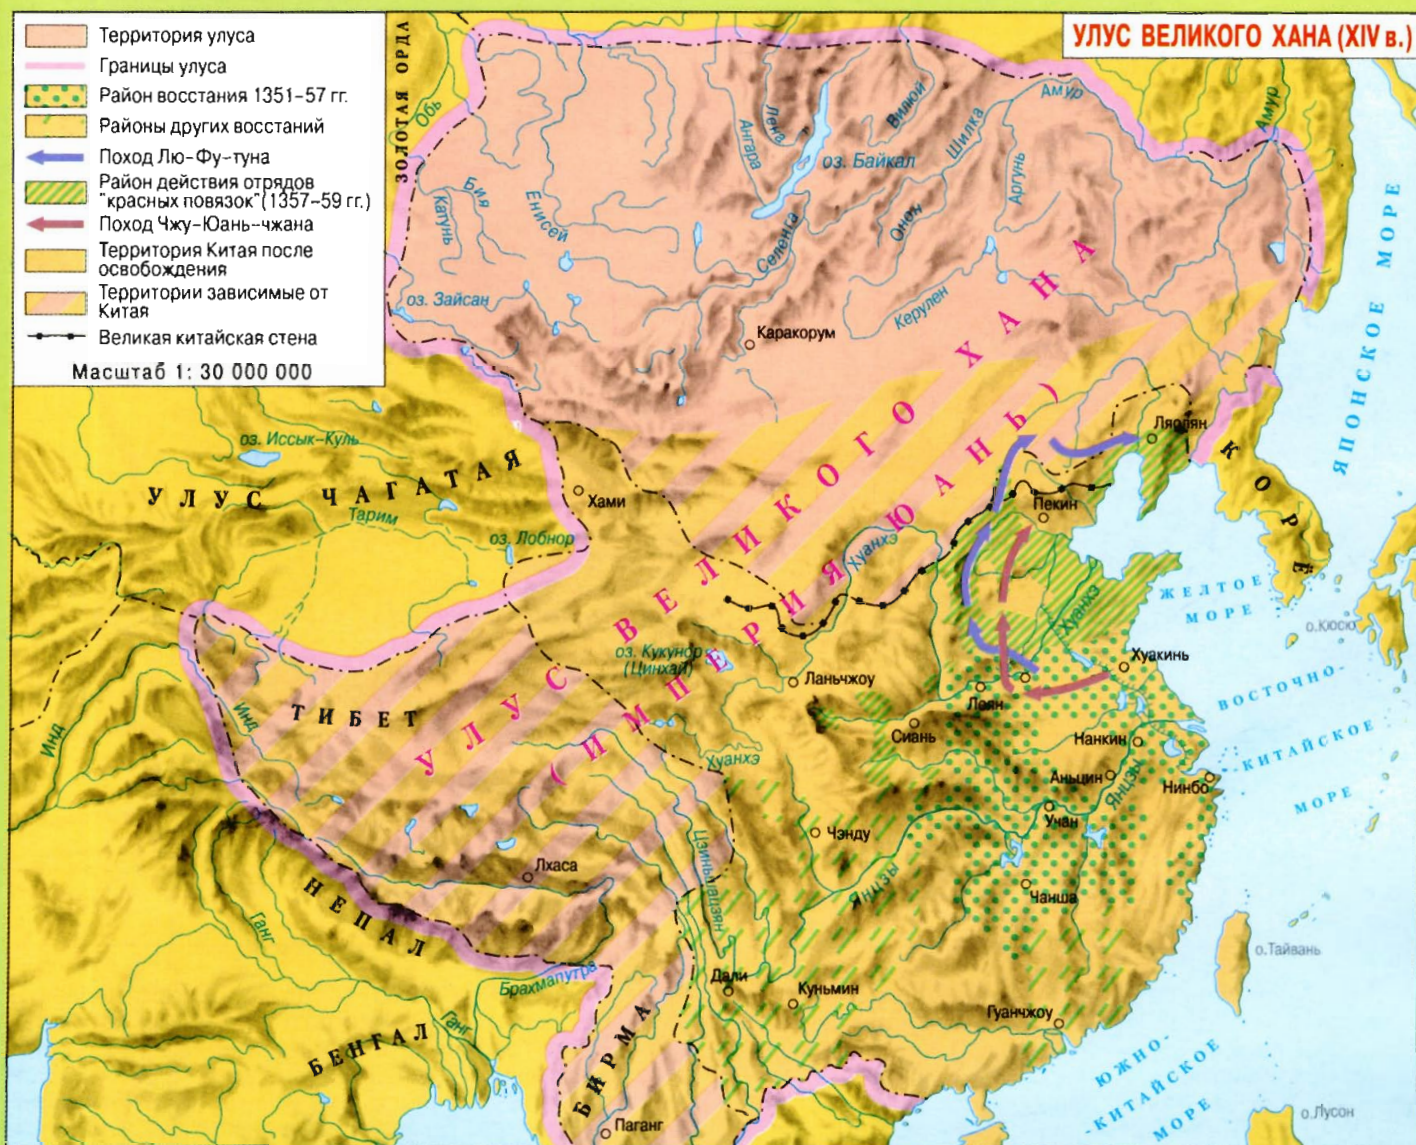 УЛУС ВЕЛИКОГО ХАНА (XIV в.)
Территория улуса
Границы улуса
Район восстания 1351-57 гг.
Районы других восстаний
Поход Лю-Фу-туна
Район действия отрядов
"красных повязок"(1357-59 гг.)
Поход Чжу-Юань-чжана
Территория Китая после
освобождения
Территории зависимые от
Китая
Великая китайская стена
Масштаб 1: 30 000 000
ЗОЛОТАЯ ОРДА
Обь
Бия
Катунь
Енисей
Ангара
Лена
Вилюй
оз. Байкал
Шилка
Амур
Амур
Аргунь
Онон
Селенга
Керулен
оз. Зайсан
Каракорум
ЯПОНСКОЕ МОРЕ
оз. Иссык-Куль
УЛУС ЧАГАТАЯ
Тарим
оз. Лобнор
Хами
УЛУС ВЕЛИКОГО ХАНА
(ИМПЕРИЯ ЮАНЬ)
Ляолян
КОРЕЯ
Пекин
Хуанхэ
Хуанхэ
ЖЕЛТОЕ
МОРЕ
о.Кюсю
оз. Кукунор
(Цинхай)
Ланьчжоу
Хуакинь
Лоян
Сиань
Нанкин
Аньцин
Янцзы
Нинбо
Учан
ВОСТОЧНО-
КИТАЙСКОЕ
МОРЕ
ТИБЕТ
Инд
Инд
Хуанхэ
Чэнду
Янцзы
Цзиньшацзян
Чанша
Лхаса
НЕПАЛ
Ганг
Брахмапутра
Дали
Куньмин
Гуанчжоу
о.Тайвань
Ганг
БЕНГАЛ
БИРМА
Паганг
ЮЖНО-
-КИТАЙСКОЕ
МОРЕ
о.Лусон